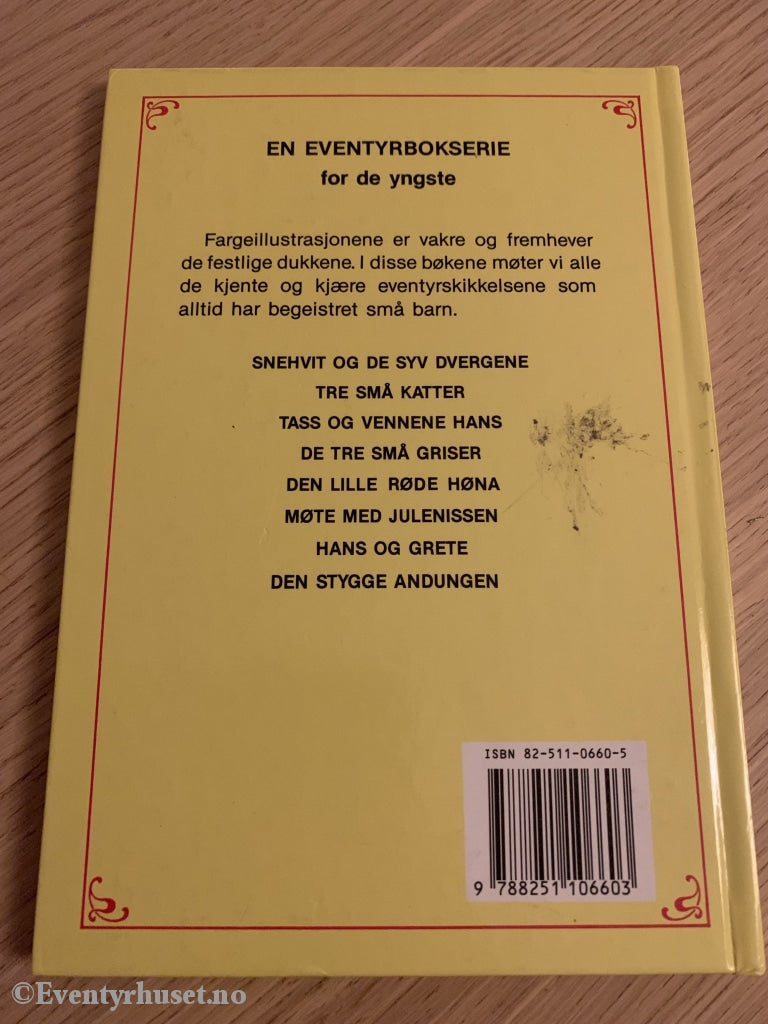 EN EVENTYRBOKSERIE
for de yngste
Fargeillustrasjonene er vakre og fremhever
de festlige dukkene. I disse bøkene møter vi alle
de kjente og kjære eventyrskikkelsene som
alltid har begeistret små barn.
SNEHVIT OG DE SYV DVERGENE
TRE SMÅ KATTER
TASS OG VENNENE HANS
DE TRE SMÅ GRISER
DEN LILLE RØDE HØNA
MØTE MED JULENISSEN
HANS OG GRETE
DEN STYGGE ANDUNGEN
ISBN 82-511-0660-5
9 788251 106603
©Eventyrhuset.no